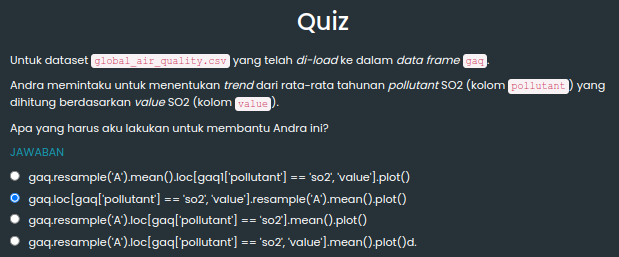 Quiz
Untuk dataset global_air_quality.csv yang telah di-load ke dalam data frame gaq.
Andra memintaku untuk menentukan trend dari rata-rata tahunan pollutant SO2 (kolom pollutant) yang
dihitung berdasarkan value SO2 (kolom value).
Apa yang harus aku lakukan untuk membantu Andra ini?
JAWABAN
gaq.resample('A').mean().loc[gaq1['pollutant'] == 'so2', 'value'].plot()
gaq.loc[gaq['pollutant'] == 'so2', 'value'].resample('A').mean().plot()
gaq.resample('A').loc[gaq['pollutant'] == 'so2'].mean().plot()
gaq.resample('A').loc[gaq['pollutant'] == 'so2', 'value'].mean().plot()d.